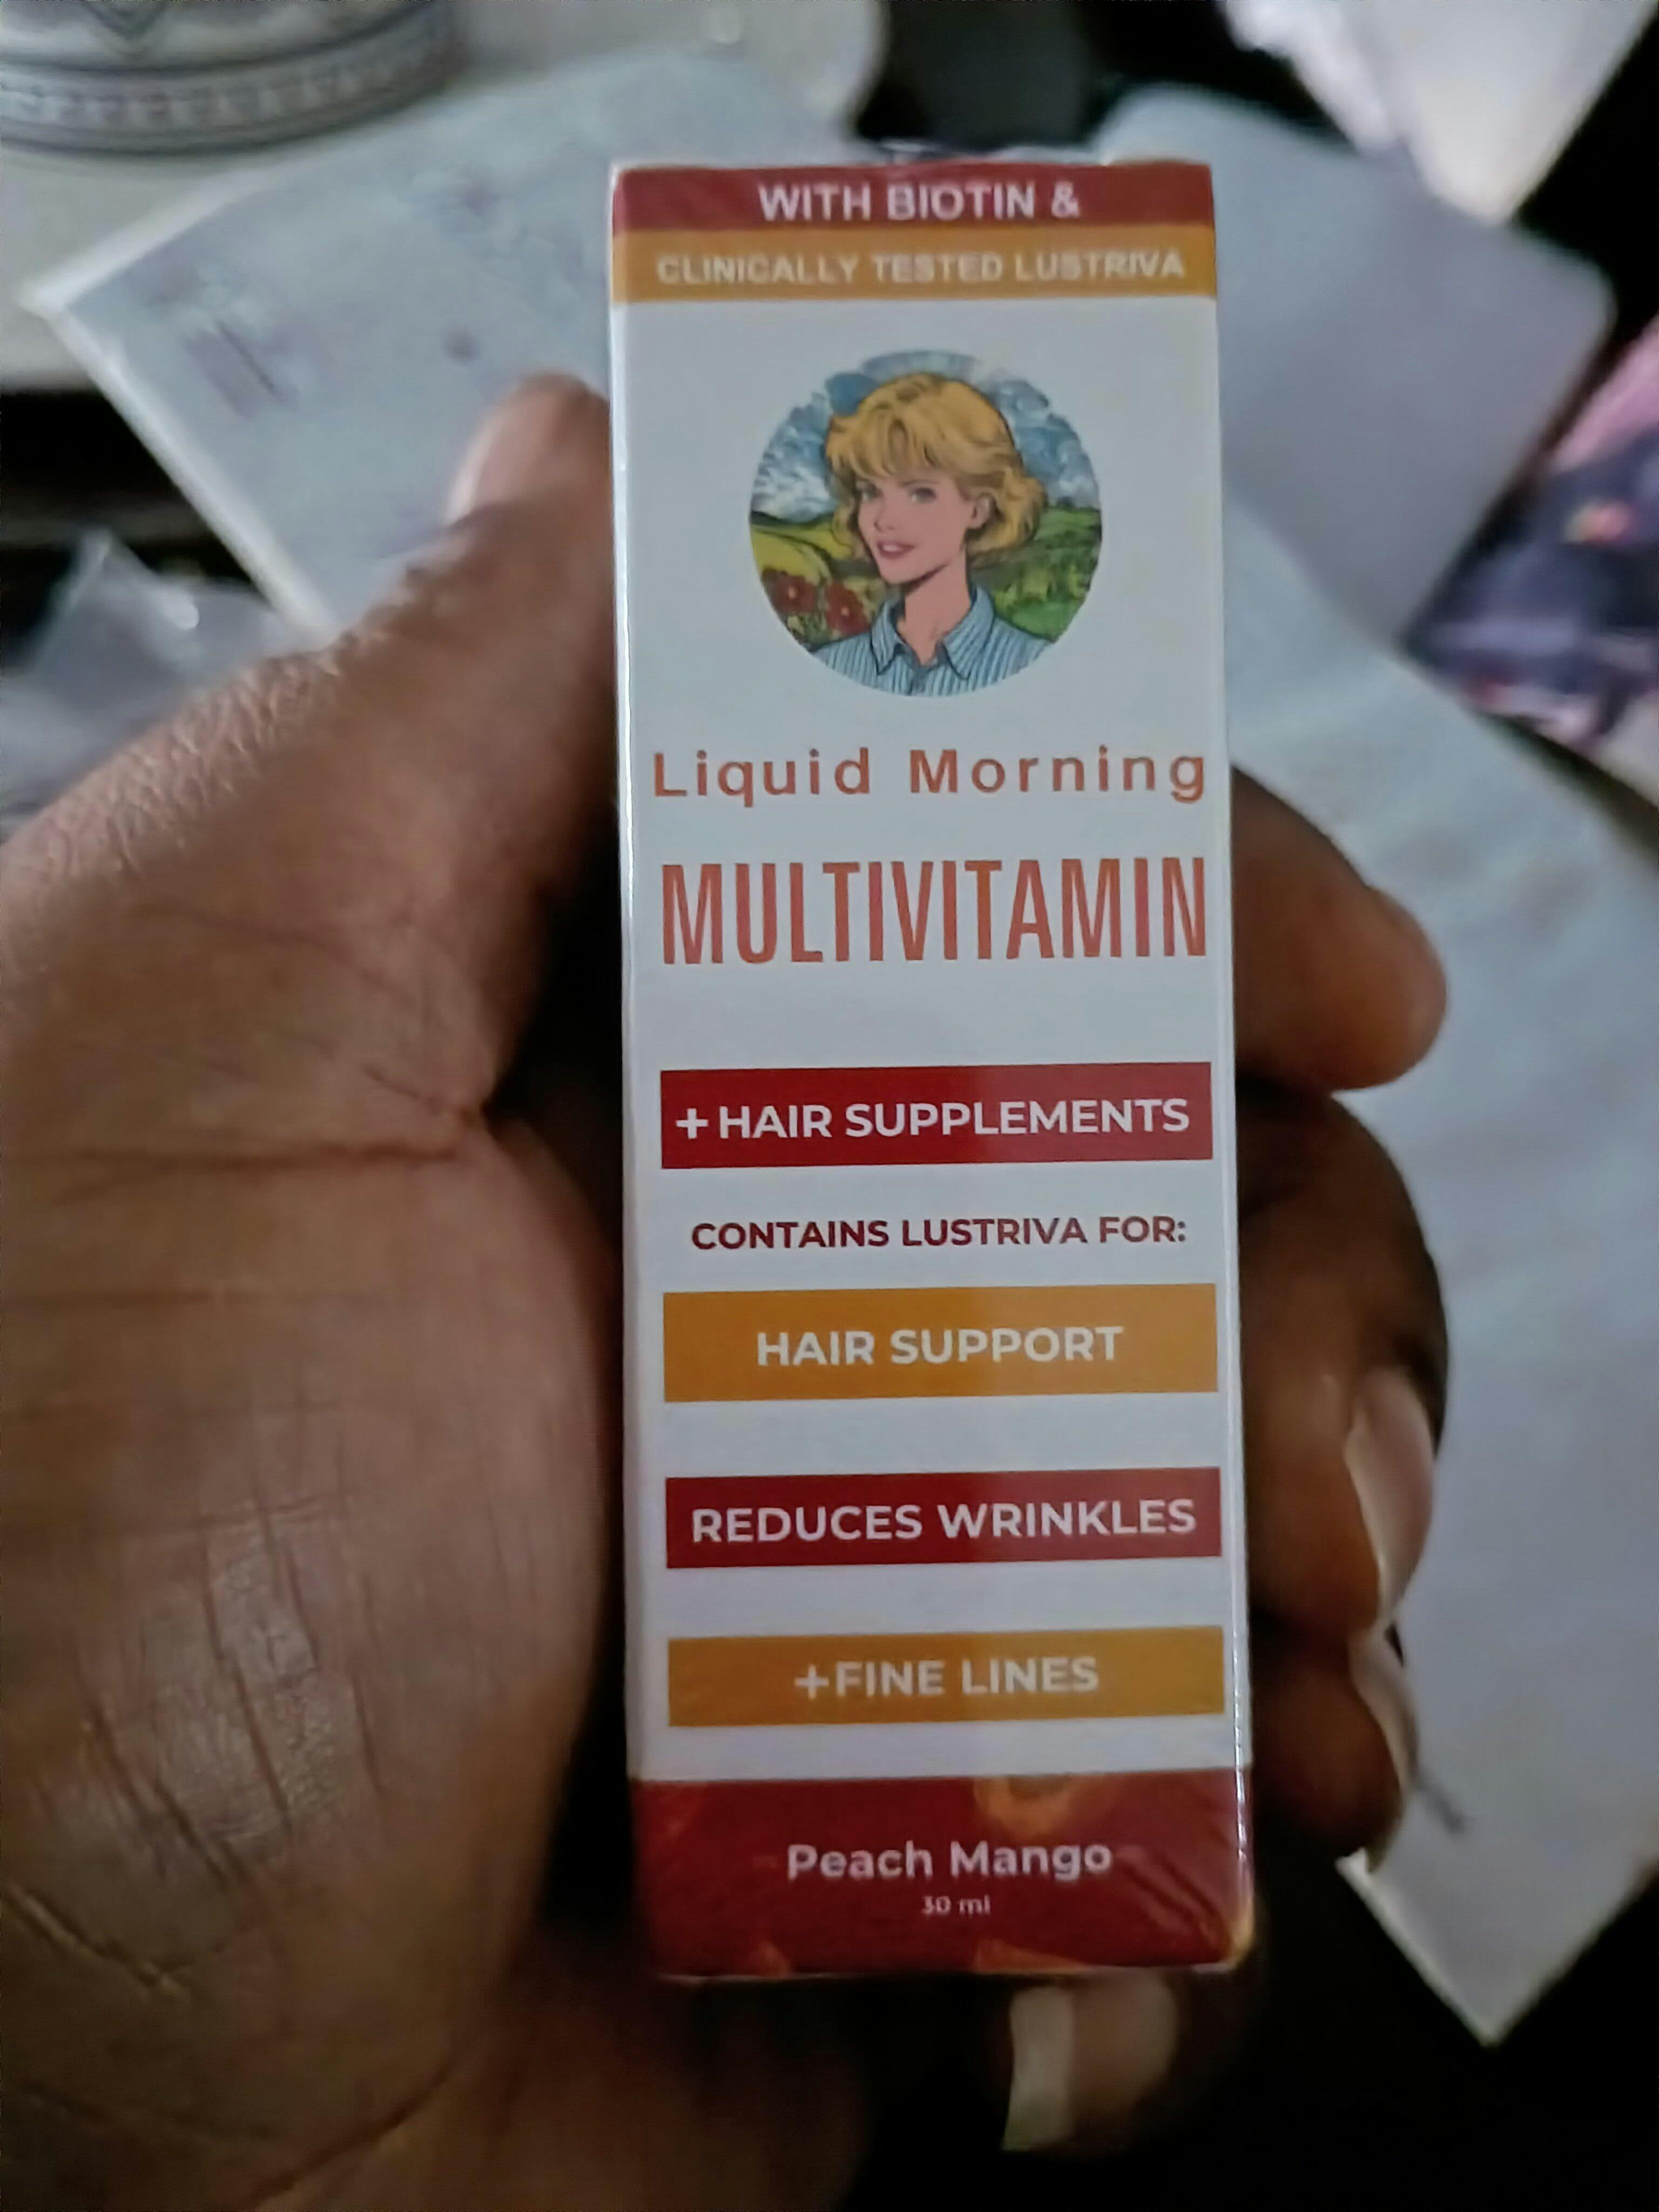 WITH BIOTIN &
CLINICALLY TESTED LUSTRIVA
Liquid Morning
MULTIVITAMIN
+HAIR SUPPLEMENTS
CONTAINS LUSTRIVA FOR:
HAIR SUPPORT
REDUCES WRINKLES
+FINE LINES
Peach Mango
30 ml